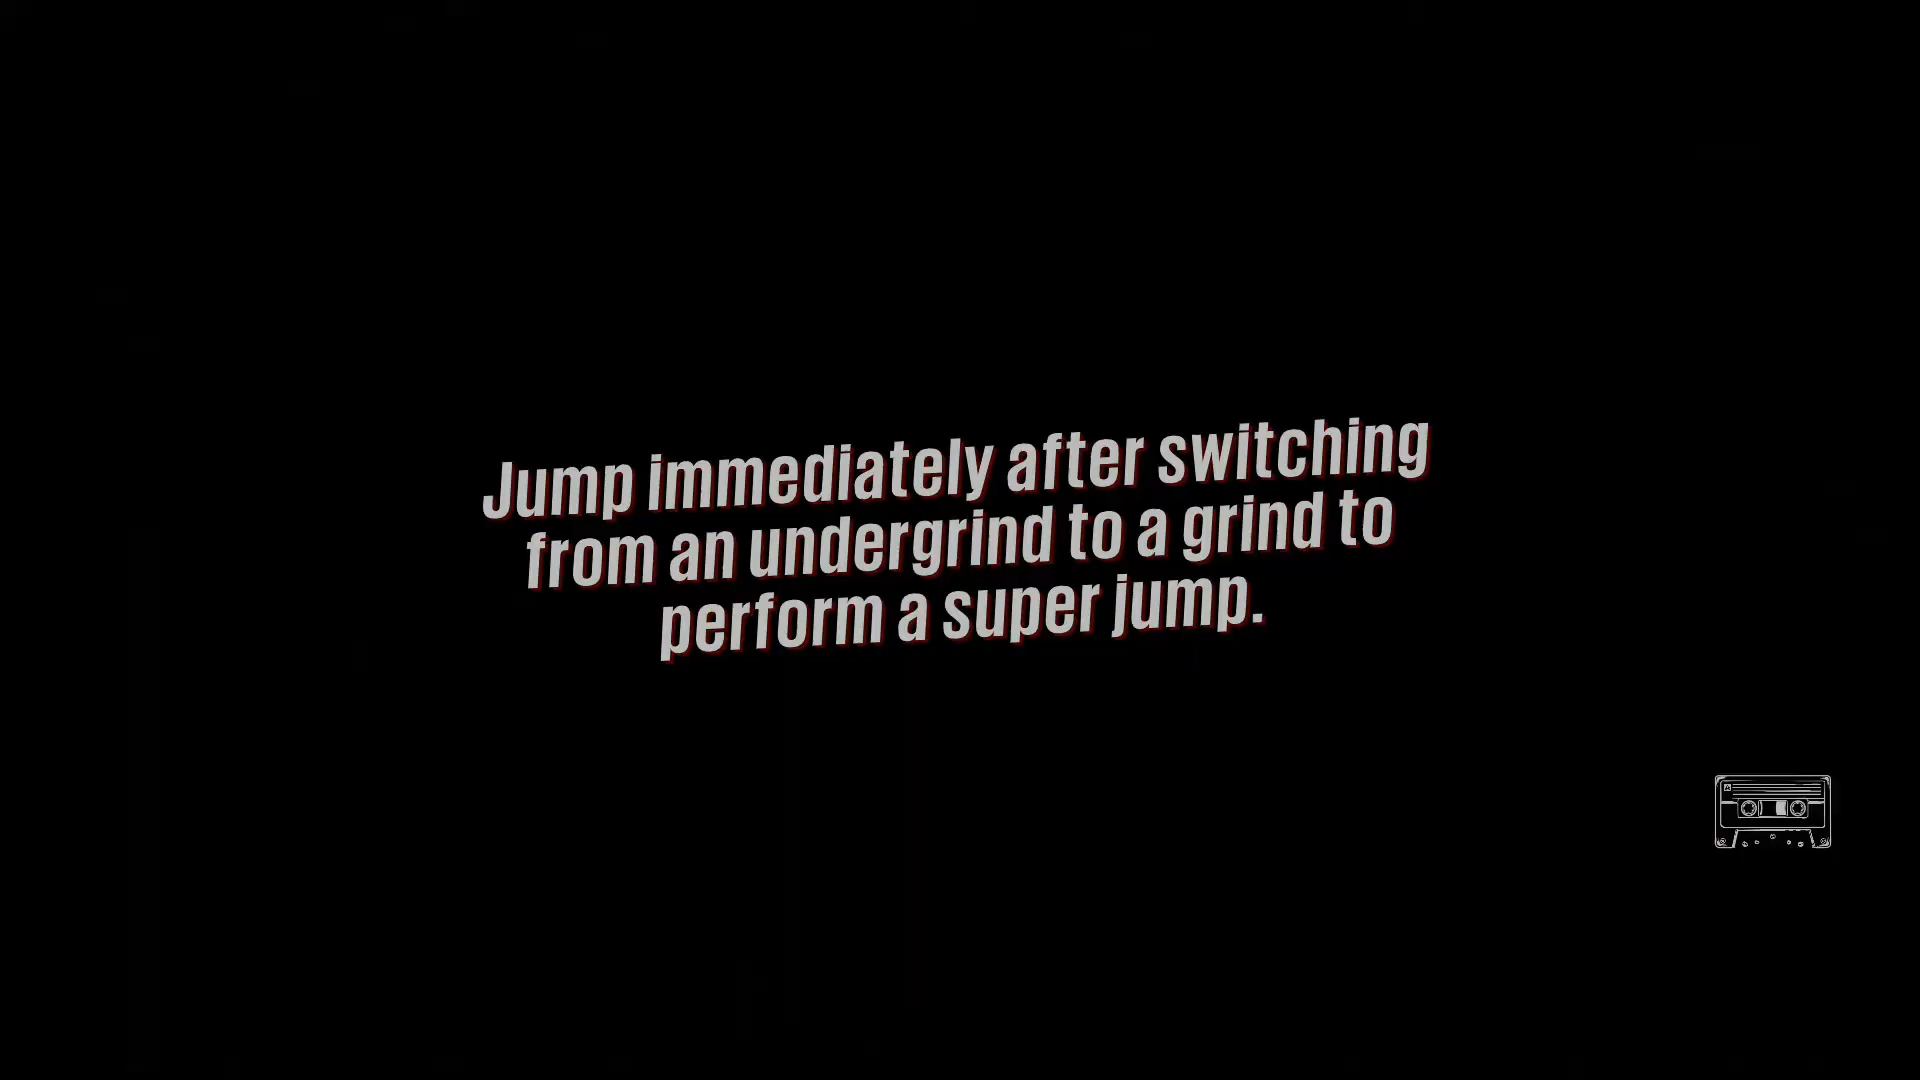 Jump immediately after switching
from an undergrind to a grind to
perform a super jump.